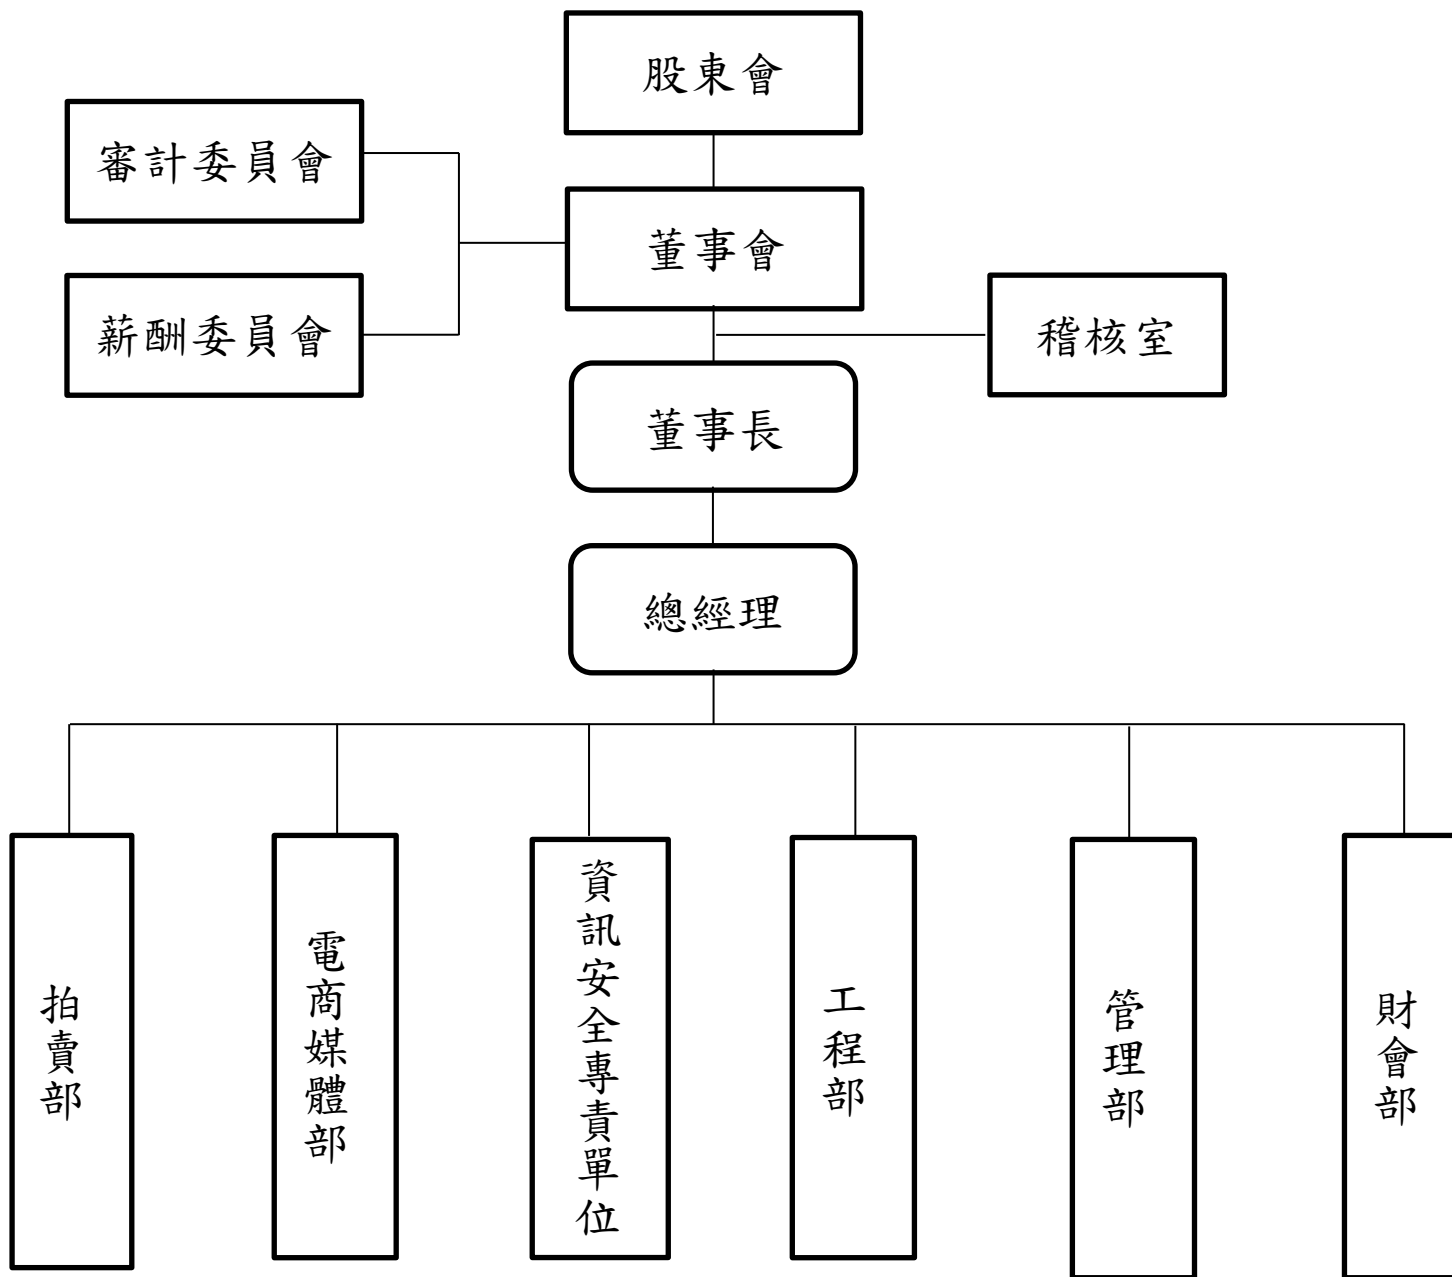 股東會
審計委員會
董事會
薪酬委員會
稽核室
董事長
總經理
拍賣部
電商媒體部
資訊安全專責單位
工程部
管理部
財會部